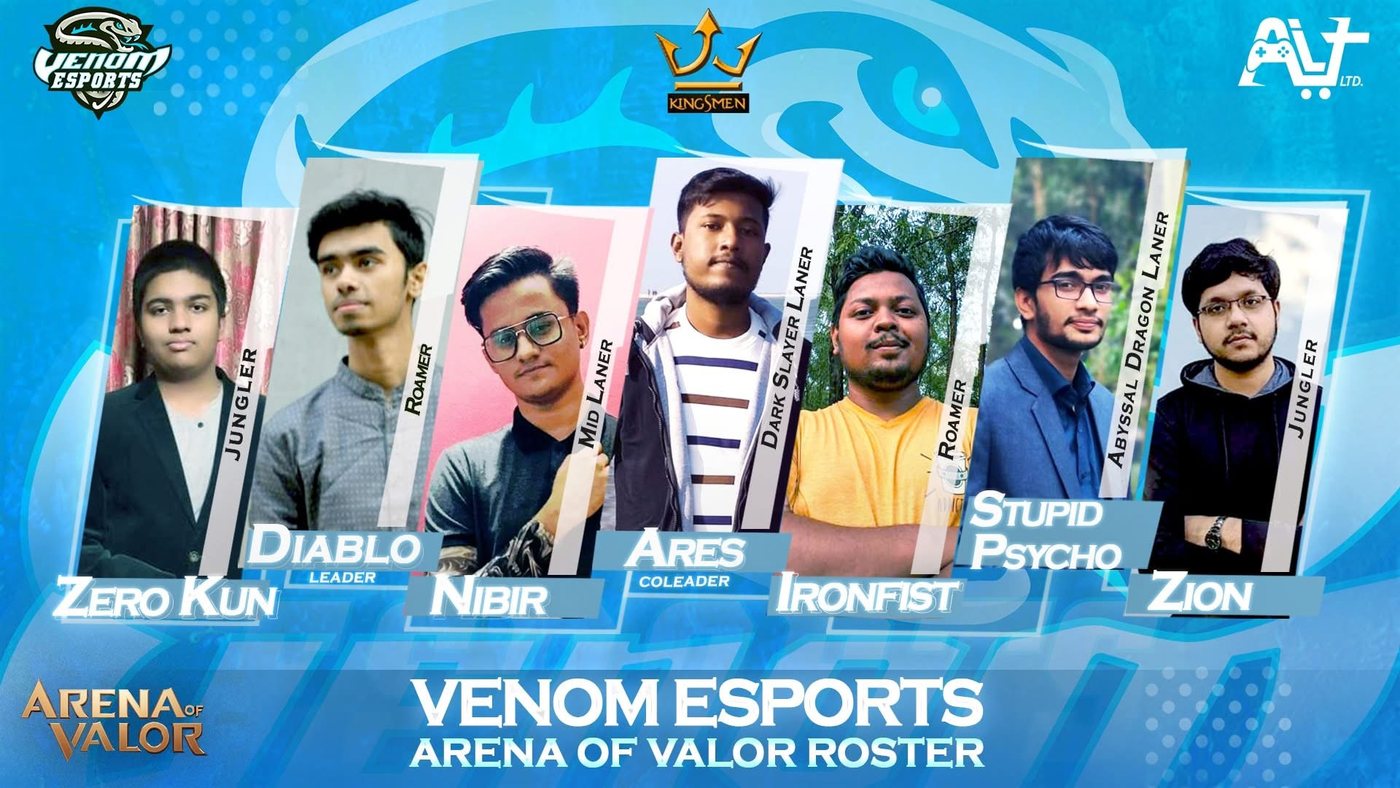 VENOM
ESPORTS
KINGSMEN
ALT
LTD.
JUNGLER
ROAMER
MID LANER
DARK SLAYER LANER
ROAMER
ABYSSAL DRAGON LANER
JUNGLER
ZERO KUN
DIABLO
LEADER
NIBIR
ARES
COLEADER
IRONFIST
STUPID
PSYCHO
ZION
ARENA OF
VALOR
VENOM ESPORTS
ARENA OF VALOR ROSTER